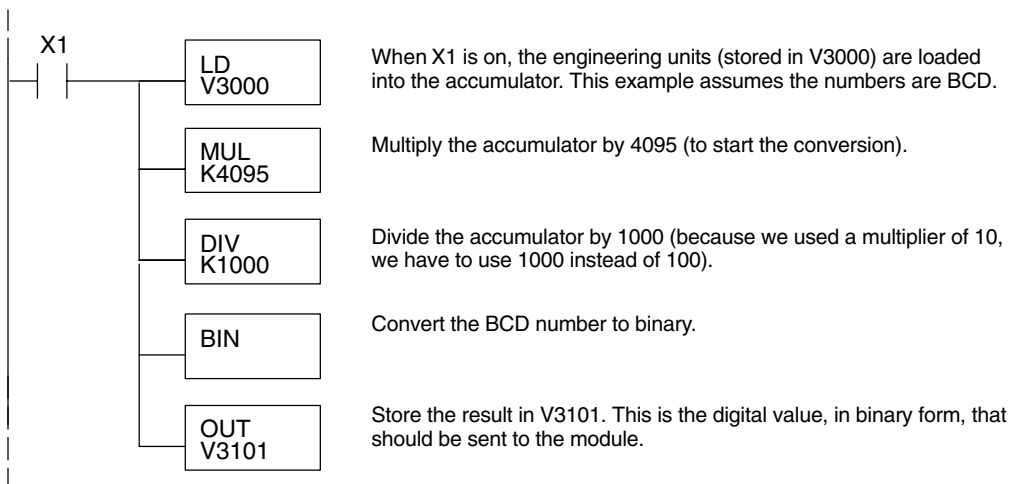 X1
LD
V3000
When X1 is on, the engineering units (stored in V3000) are loaded
into the accumulator. This example assumes the numbers are BCD.
MUL
K4095
Multiply the accumulator by 4095 (to start the conversion).
DIV
K1000
Divide the accumulator by 1000 (because we used a multiplier of 10,
we have to use 1000 instead of 100).
BIN
Convert the BCD number to binary.
OUT
V3101
Store the result in V3101. This is the digital value, in binary form, that
should be sent to the module.